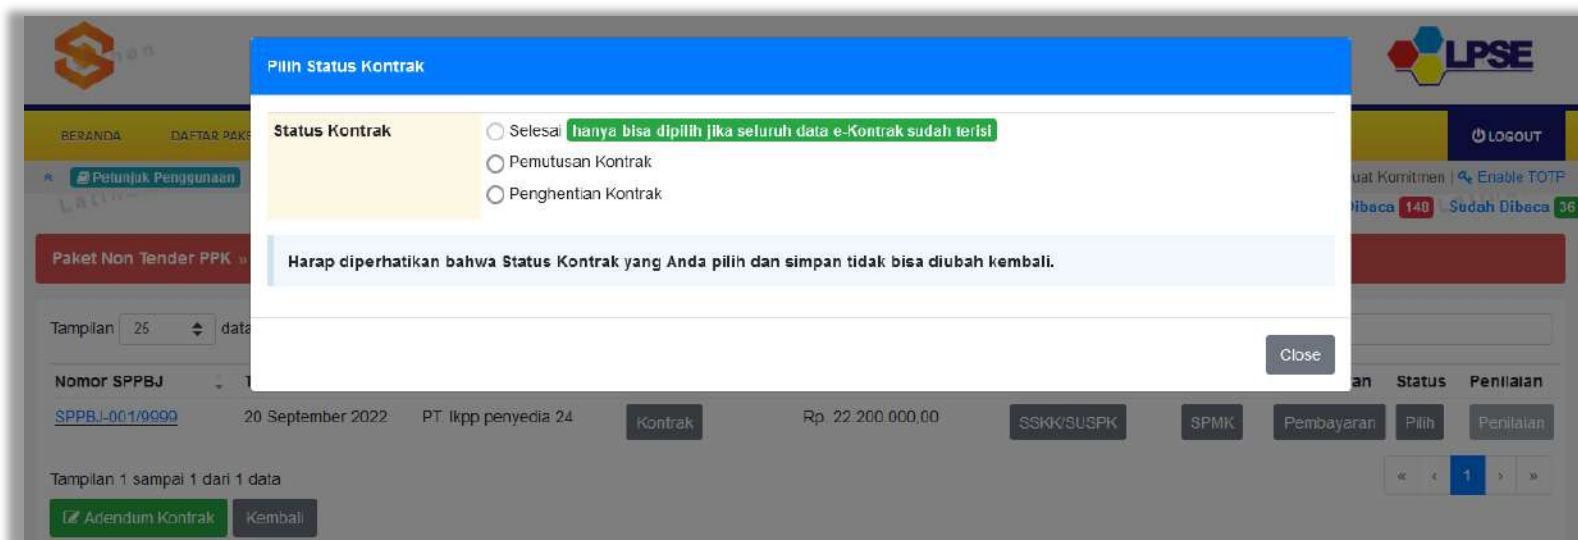 LPSE
Pilih Status Kontrak
BERANDA
DAFTAR PAKE
Status Kontrak
Selesai hanya bisa dipilih jika seluruh data e-Kontrak sudah terisi
LOGOUT
Pemutusan Kontrak
Petunjuk Penggunaan
uat Komitmen | Enable TOTP
Penghentian Kontrak
Dibaca 148 Sudah Dibaca 36
Paket Non Tender PPK »
Harap diperhatikan bahwa Status Kontrak yang Anda pilih dan simpan tidak bisa diubah kembali.
Tampilan 25 data
Close
Nomor SPPBJ T an Status Penilaian
SPPBJ-001/9999 20 September 2022 PT. lkpp penyedia 24 Kontrak Rp. 22.200.000,00 SSKK/SUSPK SPMK Pembayaran Pilih Penilaian
Tampilan 1 sampai 1 dari 1 data
« ‹ 1 › »
Adendum Kontrak Kembali